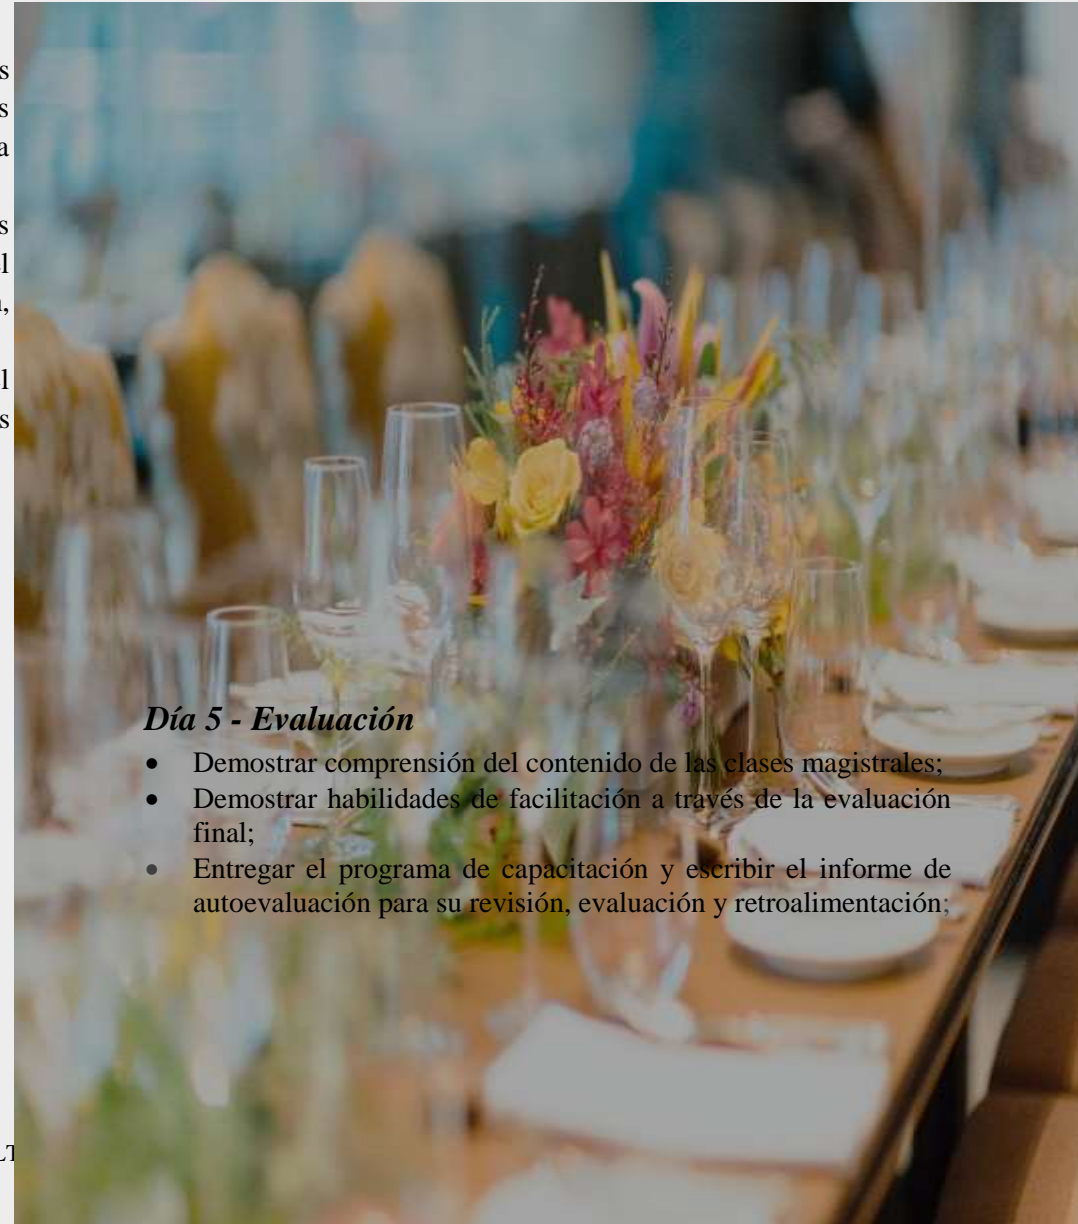 Día 5 - Evaluación
• Demostrar comprensión del contenido de las clases magistrales;
• Demostrar habilidades de facilitación a través de la evaluación
final;
• Entregar el programa de capacitación y escribir el informe de
autoevaluación para su revisión, evaluación y retroalimentación;